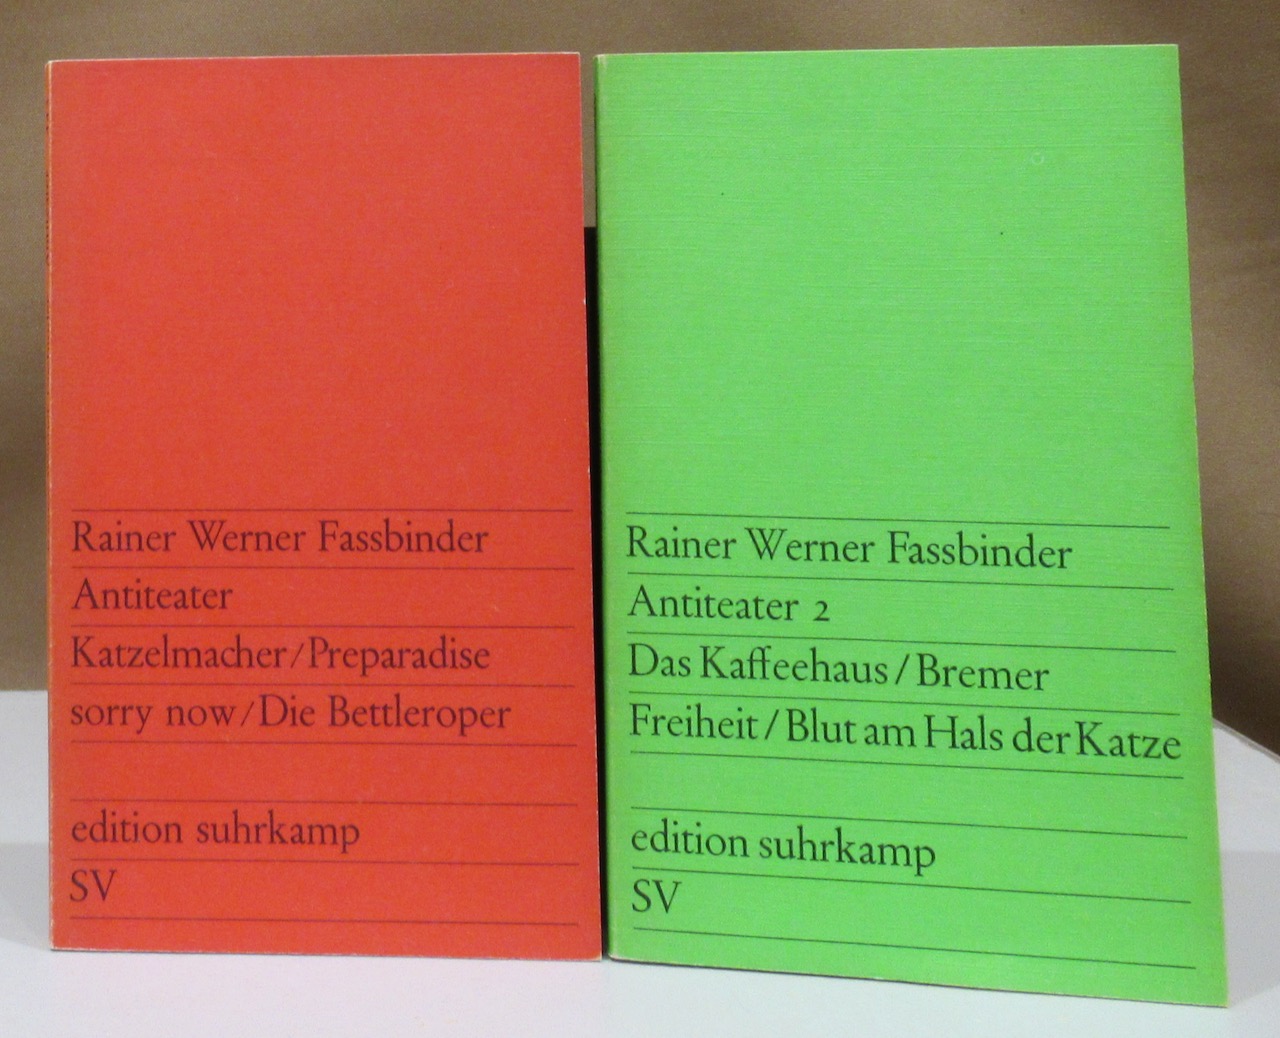 Rainer Werner Fassbinder
Antiteater
Katzelmacher/Preparadise
sorry now/Die Bettleroper
edition suhrkamp
SV
Rainer Werner Fassbinder
Antiteater 2
Das Kaffeehaus/Bremer
Freiheit/Blut am Hals der Katze
edition suhrkamp
SV